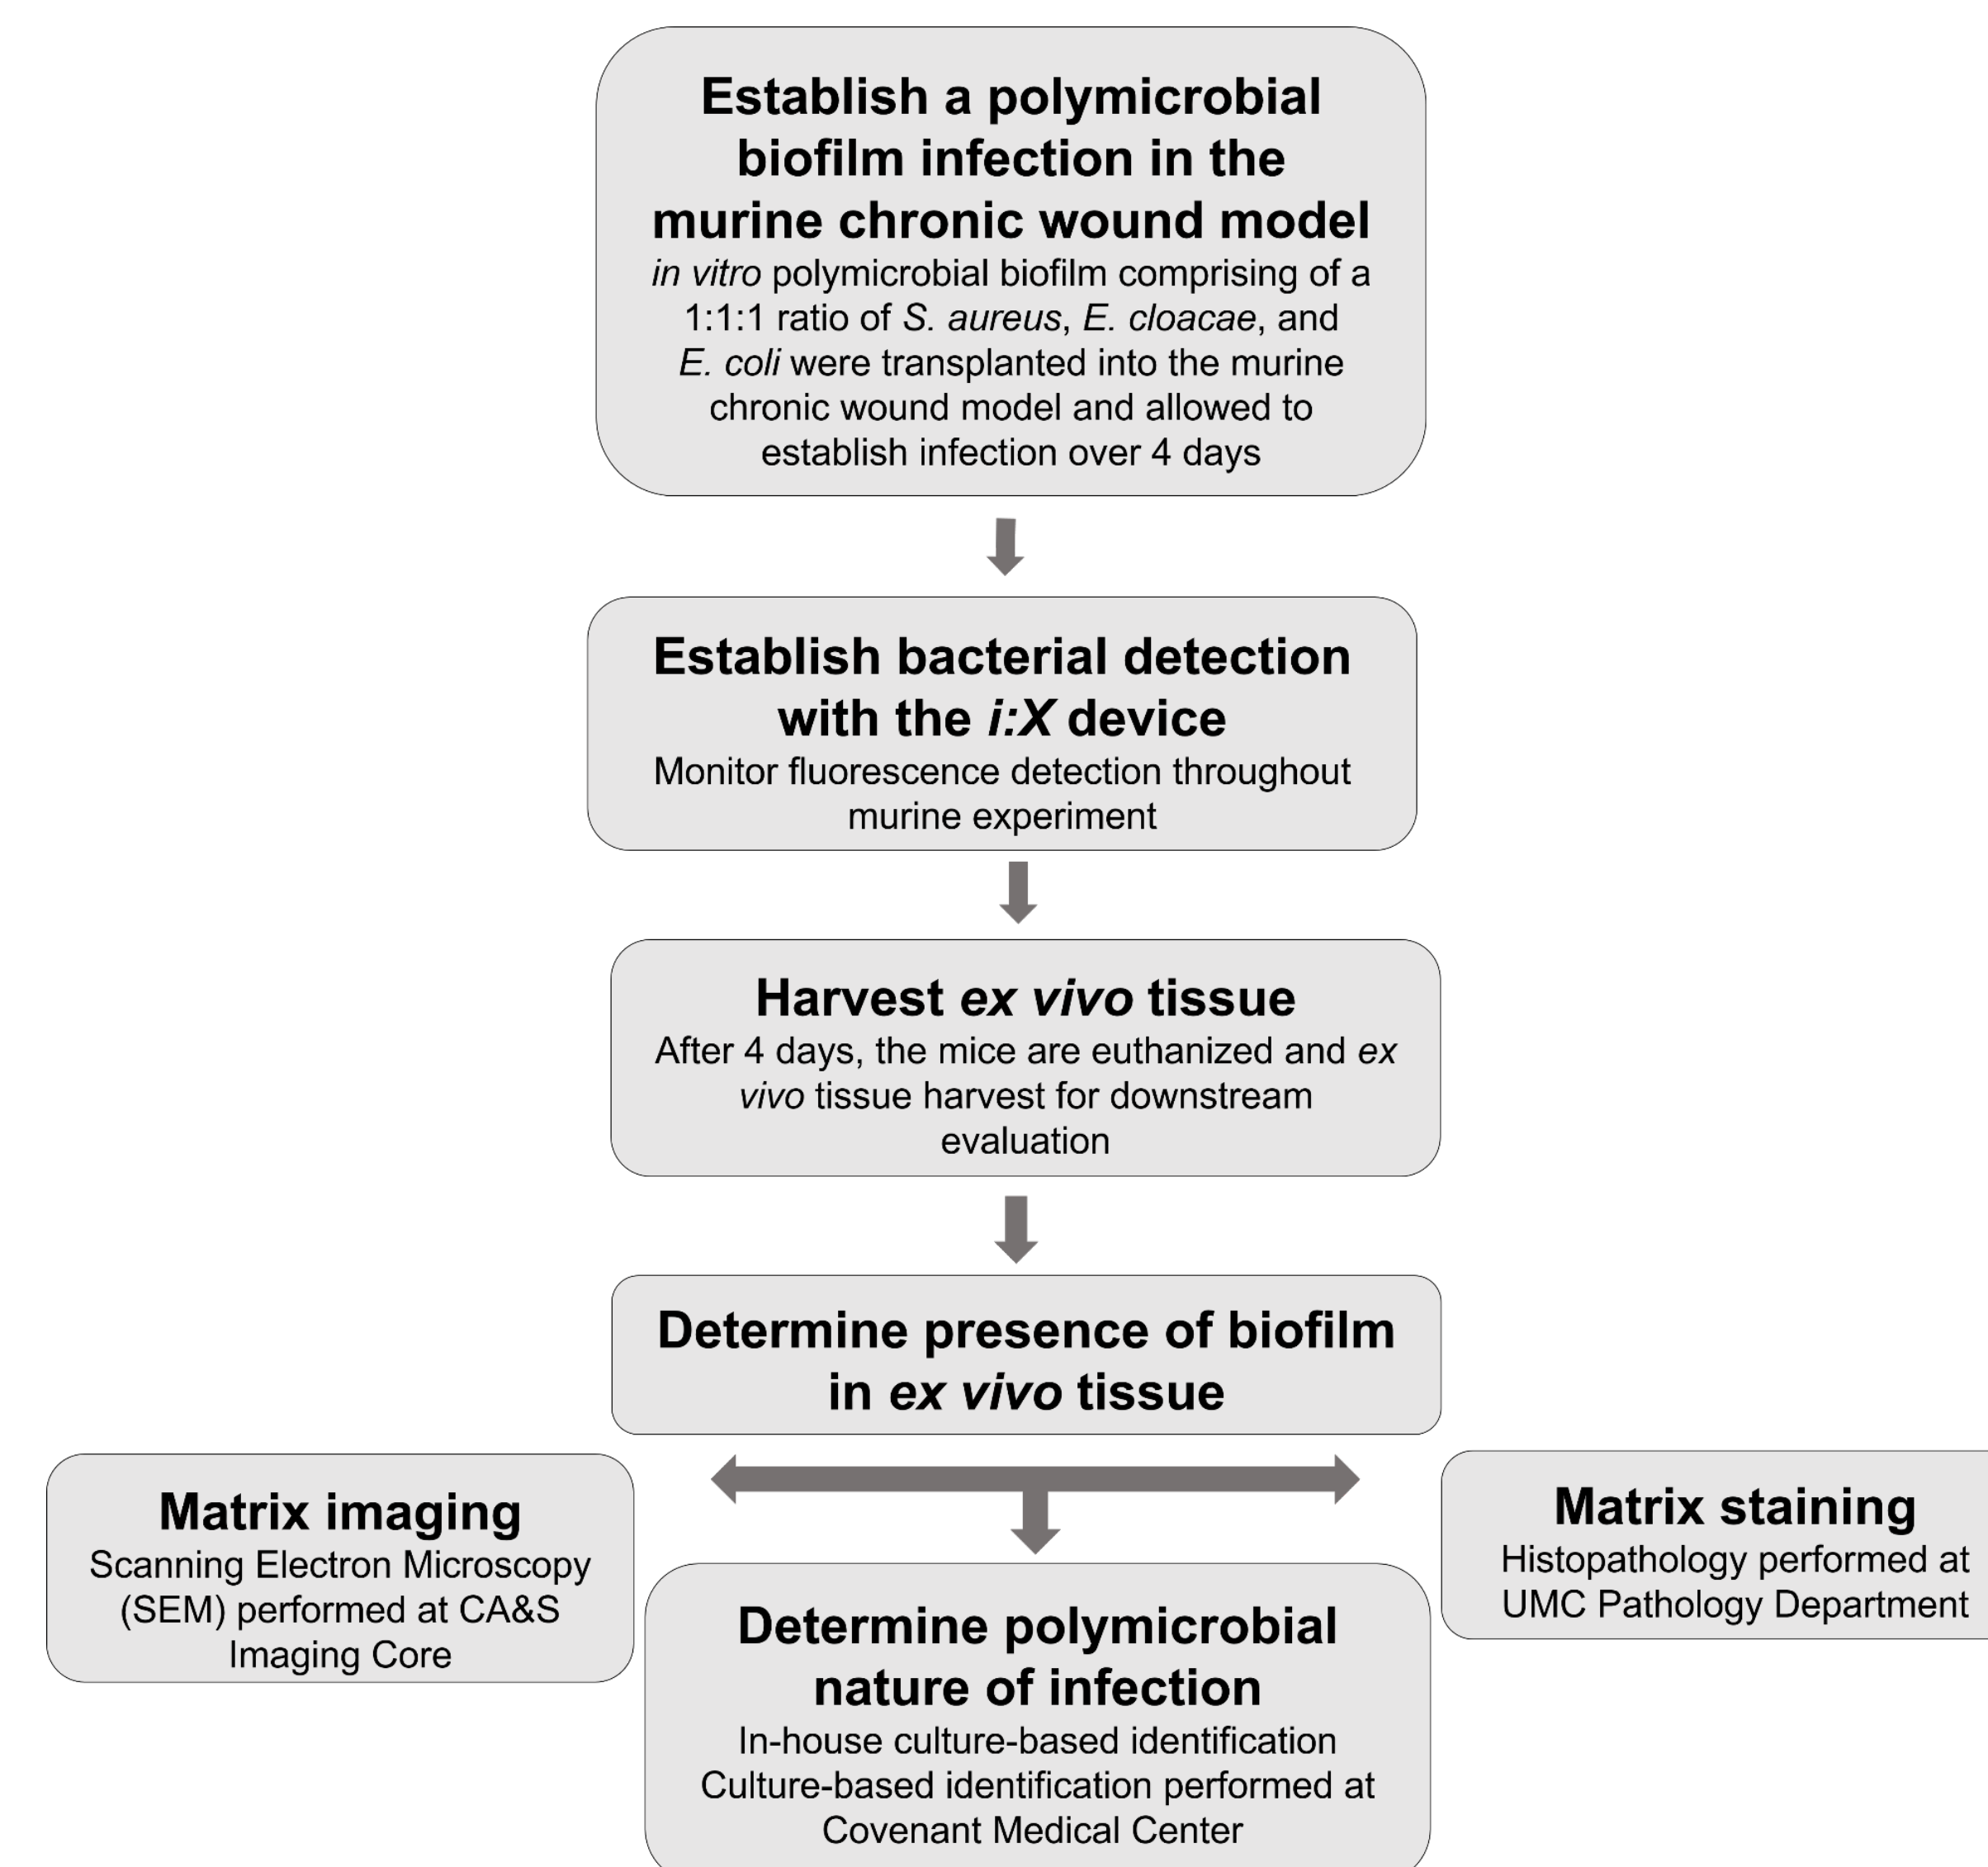 Establish a polymicrobial
biofilm infection in the
murine chronic wound model
in vitro polymicrobial biofilm comprising of a
1:1:1 ratio of S. aureus, E. cloacae, and
E. coli were transplanted into the murine
chronic wound model and allowed to
establish infection over 4 days
Establish bacterial detection
with the i:X device
Monitor fluorescence detection throughout
murine experiment
Harvest ex vivo tissue
After 4 days, the mice are euthanized and ex
vivo tissue harvest for downstream
evaluation
Determine presence of biofilm
in ex vivo tissue
Matrix imaging
Scanning Electron Microscopy
(SEM) performed at CA&S
Imaging Core
Determine polymicrobial
nature of infection
In-house culture-based identification
Culture-based identification performed at
Covenant Medical Center
Matrix staining
Histopathology performed at
UMC Pathology Department